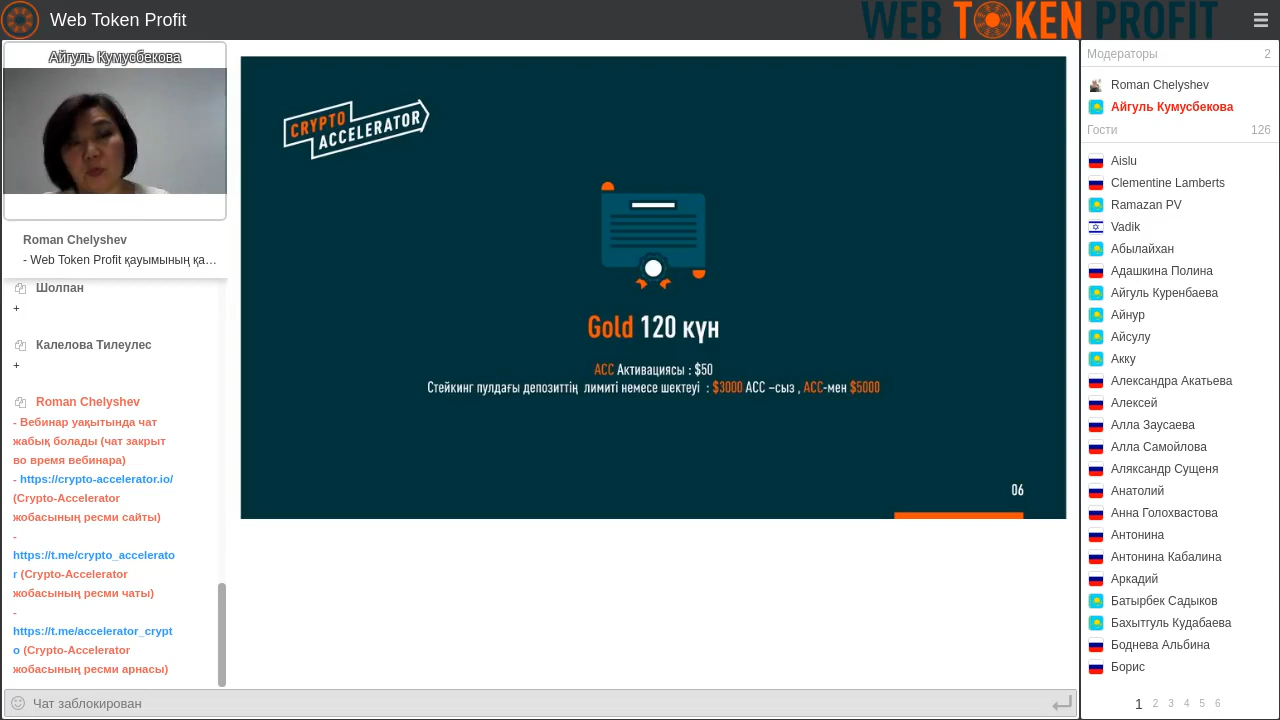 Web Token Profit
WEB TOKEN PROFIT
Айгуль Кумусбекова
Roman Chelyshev
- Web Token Profit қауымының қа…
Шолпан
+
Калелова Тилеулес
+
Roman Chelyshev
- Вебинар уақытында чат
жабық болады (чат закрыт
во время вебинара)
- https://crypto-accelerator.io/
(Crypto-Accelerator
жобасының ресми сайты)
-
https://t.me/crypto_accelerato
r (Crypto-Accelerator
жобасының ресми чаты)
-
https://t.me/accelerator_crypt
o (Crypto-Accelerator
жобасының ресми арнасы)
Чат заблокирован
CRYPTO
ACCELERATOR
Gold 120 күн
ACC Активациясы : $50
Стейкинг пулдағы депозиттің лимиті немесе шектеуі : $3000 ACC –сыз , ACC-мен $5000
06
Модераторы 2
Roman Chelyshev
Айгуль Кумусбекова
Гости 126
Aislu
Clementine Lamberts
Ramazan PV
Vadik
Абылайхан
Адашкина Полина
Айгуль Куренбаева
Айнур
Айсулу
Акку
Александра Акатьева
Алексей
Алла Заусаева
Алла Самойлова
Аляксандр Сущеня
Анатолий
Анна Голохвастова
Антонина
Антонина Кабалина
Аркадий
Батырбек Садыков
Бахытгуль Кудабаева
Боднева Альбина
Борис
1 2 3 4 5 6